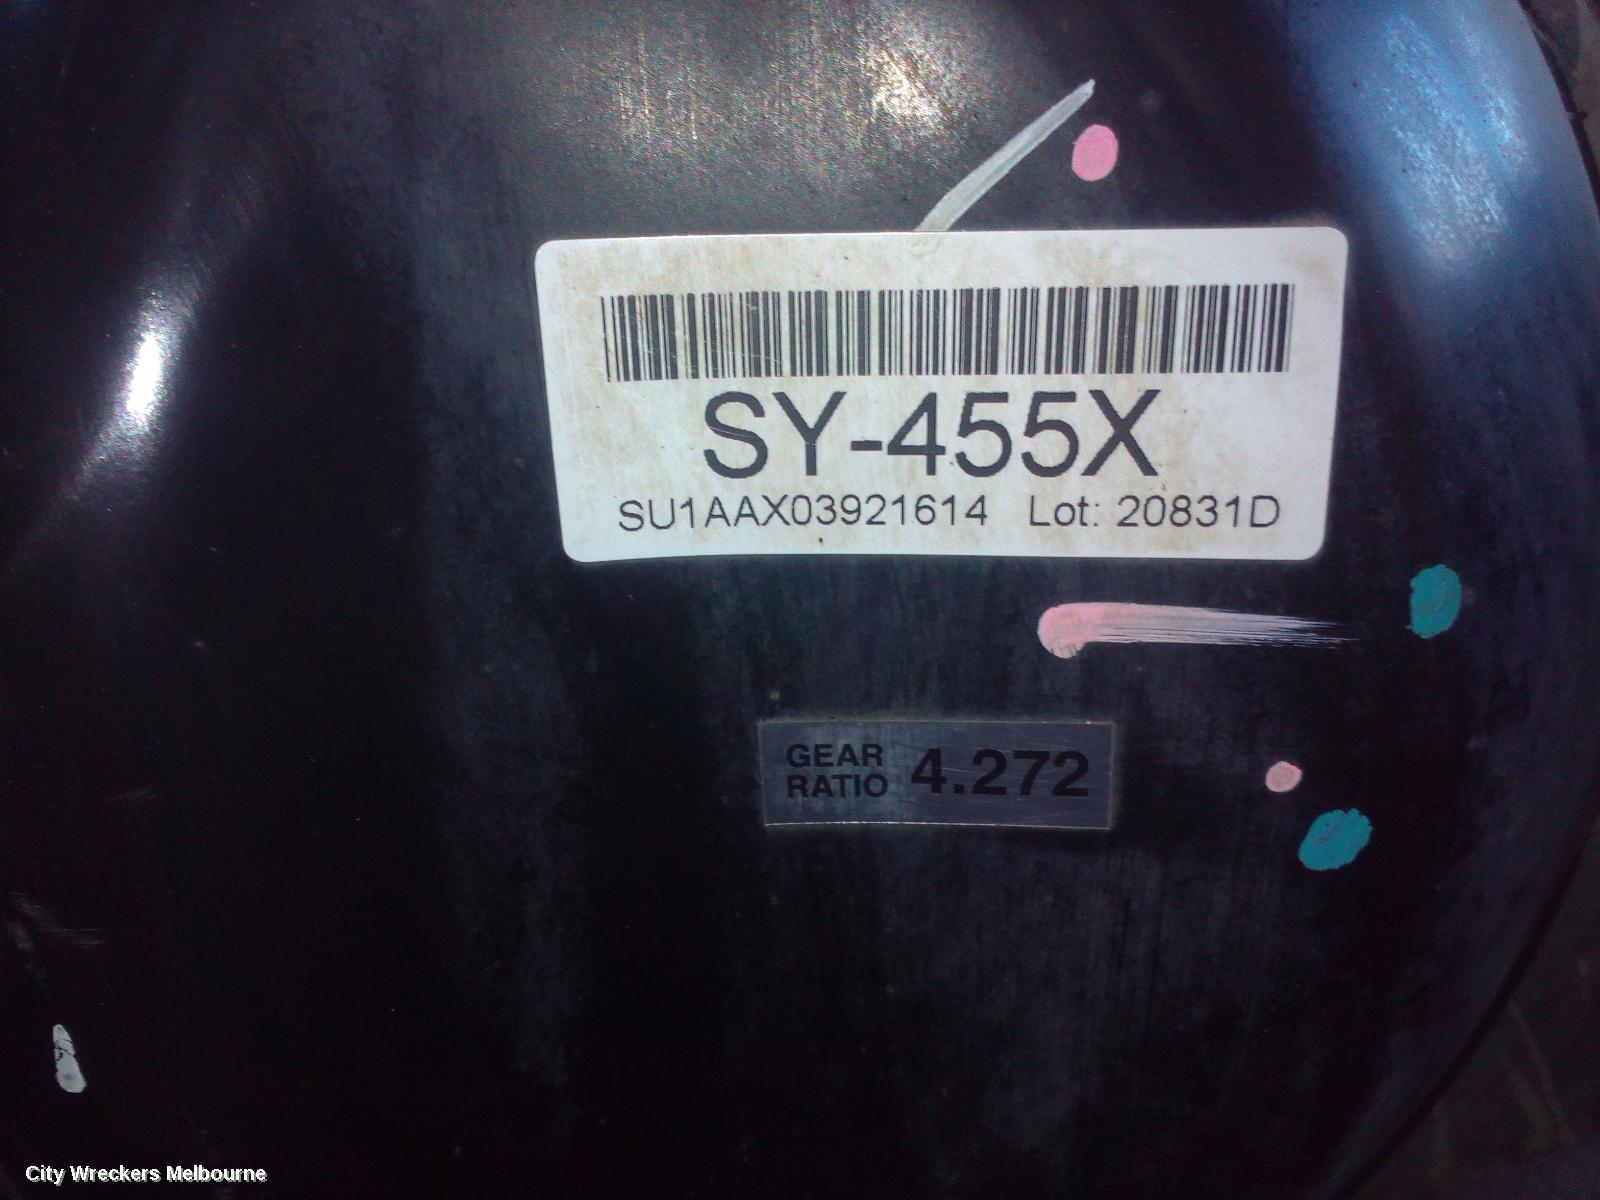 SY-455X
SU1AAX03921614 Lot: 20831D
GEAR
RATIO 4.272
City Wreckers Melbourne